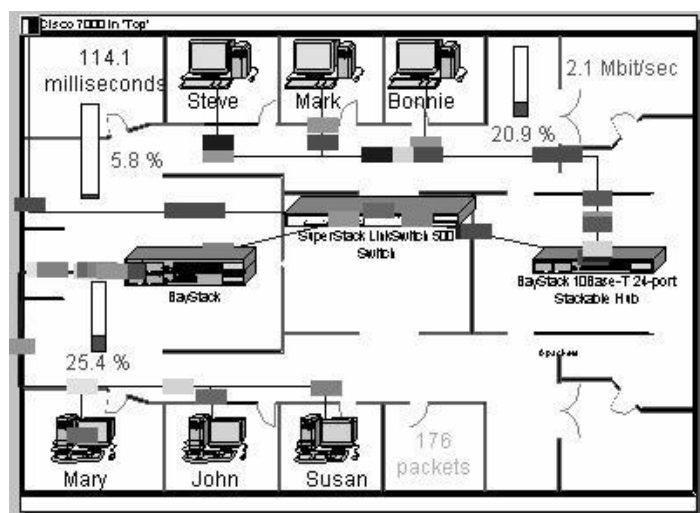 Cisco 7000 in 'Top'
114.1
milliseconds
Steve
Mark
Bonnie
2.1 Mbit/sec
20.9 %
5.8 %
SuperStack LinkSwitch 500
Switch
BayStack
BayStack 10Base-T 24-port
Stackable Hub
25.4 %
Mary
John
Susan
176
packets